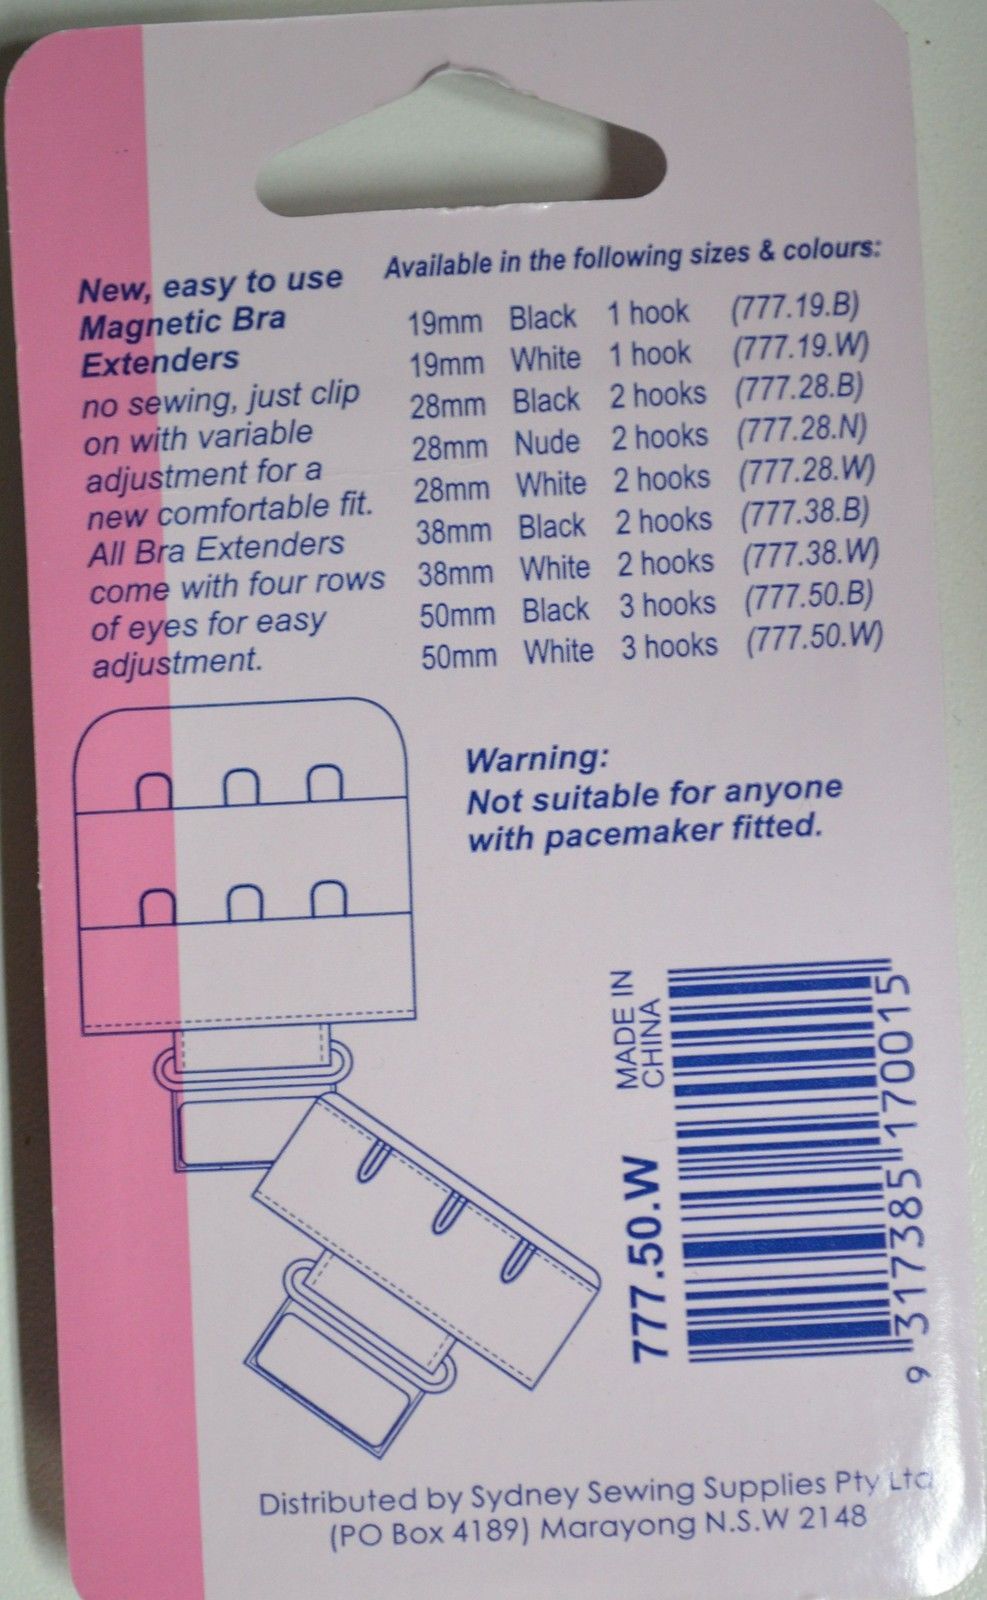 New, easy to use
Magnetic Bra
Extenders
no sewing, just clip
on with variable
adjustment for a
new comfortable fit.
All Bra Extenders
come with four rows
of eyes for easy
adjustment.
Available in the following sizes & colours:
19mm Black 1 hook (777.19.B)
19mm White 1 hook (777.19.W)
28mm Black 2 hooks (777.28.B)
28mm Nude 2 hooks (777.28.N)
28mm White 2 hooks (777.28.W)
38mm Black 2 hooks (777.38.B)
38mm White 2 hooks (777.38.W)
50mm Black 3 hooks (777.50.B)
50mm White 3 hooks (777.50.W)
Warning:
Not suitable for anyone
with pacemaker fitted.
MADE IN
CHINA
777.50.W
9 317385 170015
Distributed by Sydney Sewing Supplies Pty Ltd
(PO Box 4189) Marayong N.S.W 2148